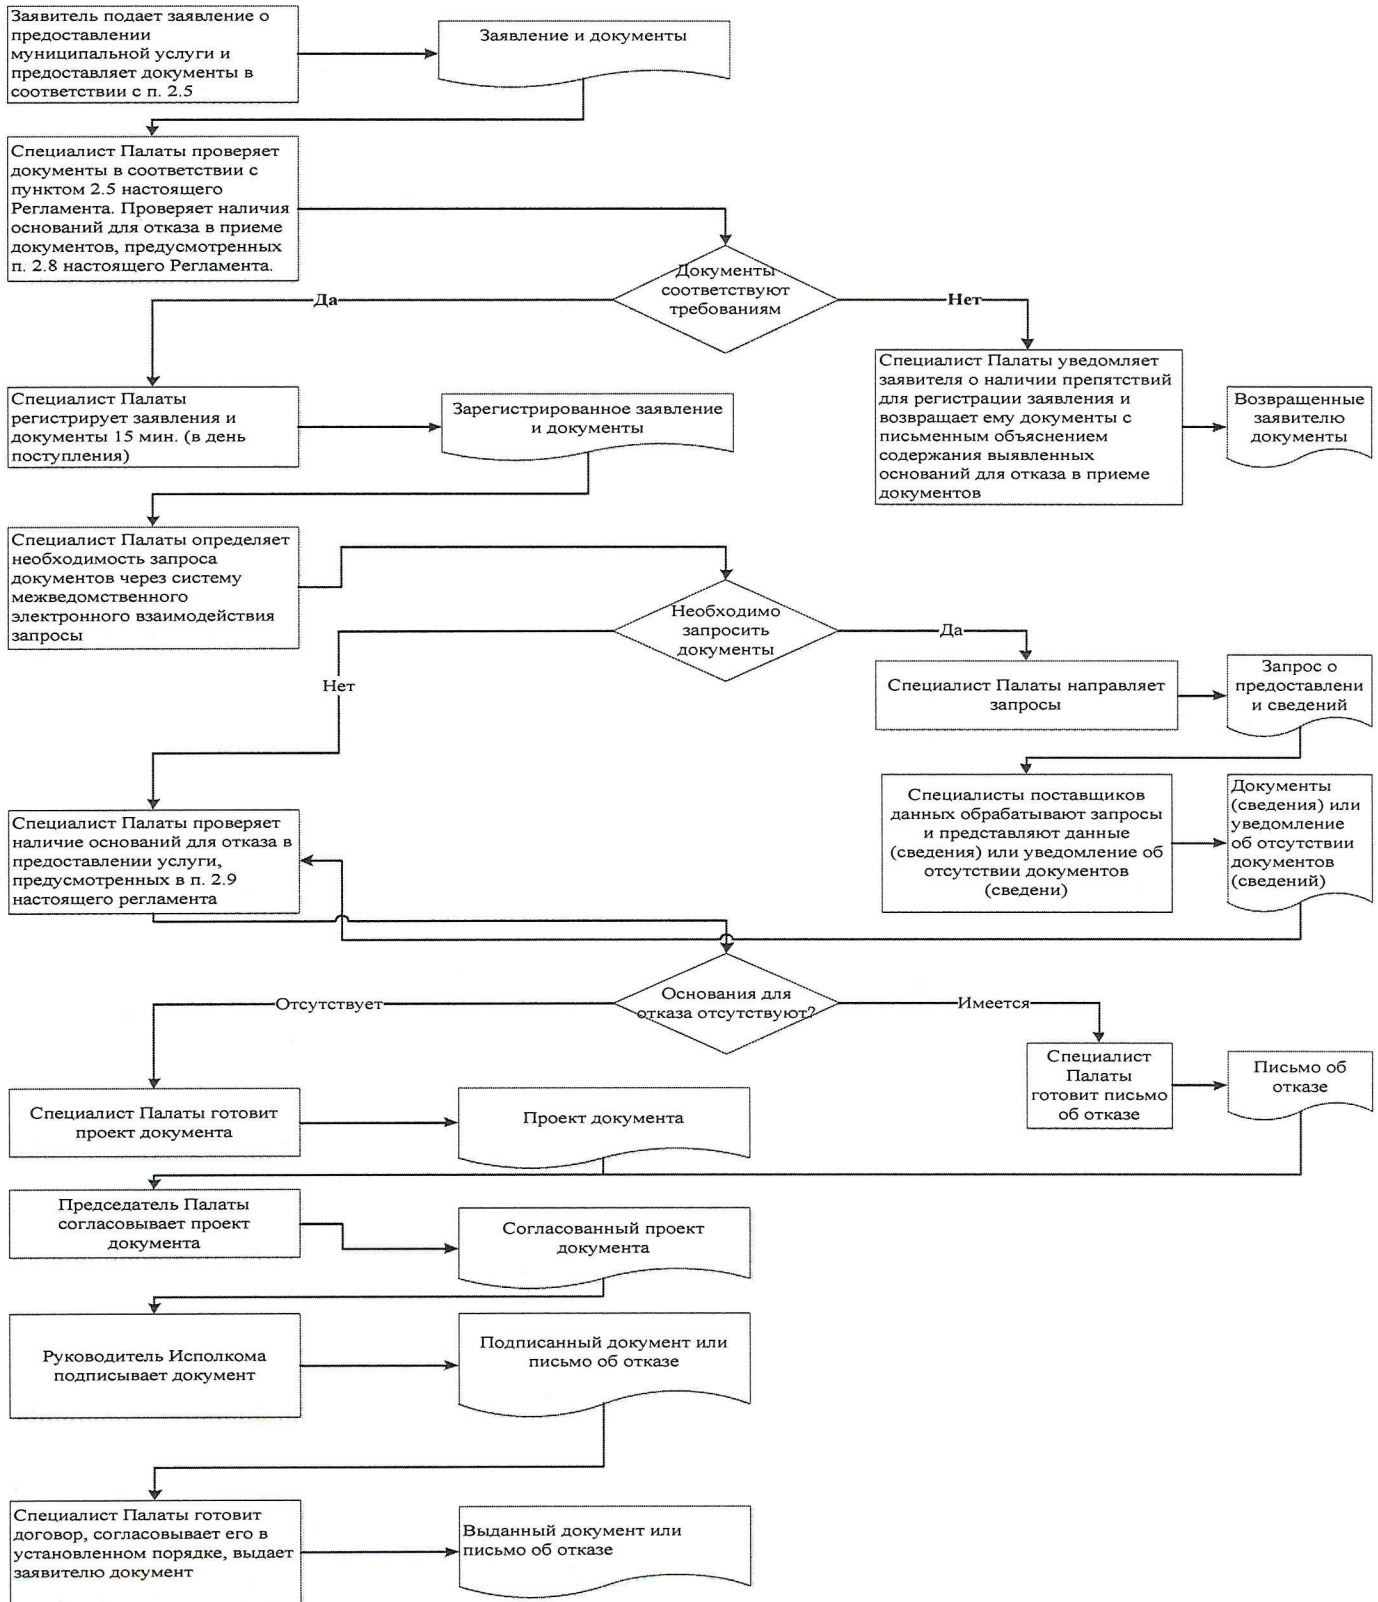 Заявитель подает заявление о
предоставлении
муниципальной услуги и
предоставляет документы в
соответствии с п. 2.5
Заявление и документы
Специалист Палаты проверяет
документы в соответствии с
пунктом 2.5 настоящего
Регламента. Проверяет наличия
оснований для отказа в приеме
документов, предусмотренных
п. 2.8 настоящего Регламента.
Документы
соответствуют
требованиям
Да
Нет
Специалист Палаты
регистрирует заявления и
документы 15 мин. (в день
поступления)
Зарегистрированное заявление
и документы
Специалист Палаты уведомляет
заявителя о наличии препятствий
для регистрации заявления и
возвращает ему документы с
письменным объяснением
содержания выявленных
оснований для отказа в приеме
документов
Возвращенные
заявителю
документы
Специалист Палаты определяет
необходимость запроса
документов через систему
межведомственного
электронного взаимодействия
запросы
Необходимо
запросить
документы
Да
Нет
Специалист Палаты направляет
запросы
Запрос о
предоставлени
и сведений
Специалисты поставщиков
данных обрабатывают запросы
и представляют данные
(сведения) или уведомление об
отсутствии документов
(сведени)
Документы
(сведения) или
уведомление
об отсутствии
документов
(сведений)
Специалист Палаты проверяет
наличие оснований для отказа в
предоставлении услуги,
предусмотренных в п. 2.9
настоящего регламента
Основания для
отказа отсутствуют?
Отсутствует
Имеется
Специалист
Палаты
готовит письмо
об отказе
Письмо об
отказе
Специалист Палаты готовит
проект документа
Проект документа
Председатель Палаты
согласовывает проект
документа
Согласованный проект
документа
Руководитель Исполкома
подписывает документ
Подписанный документ или
письмо об отказе
Специалист Палаты готовит
договор, согласовывает его в
установленном порядке, выдает
заявителю документ
Выданный документ или
письмо об отказе